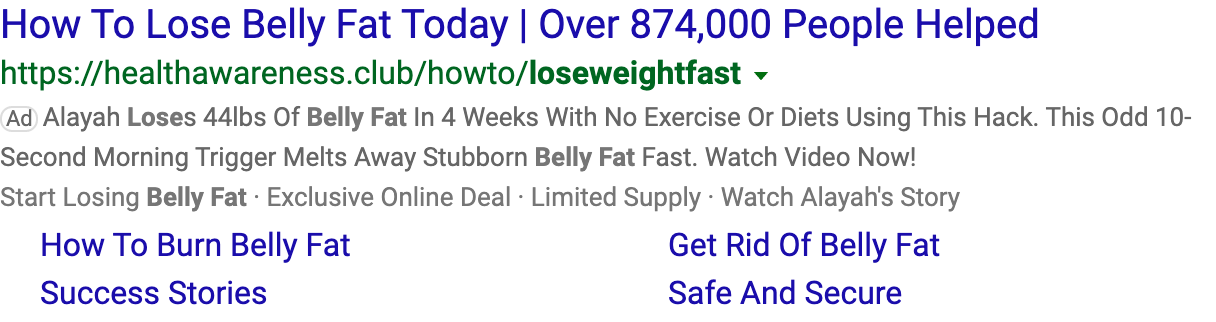 How To Lose Belly Fat Today | Over 874,000 People Helped
https://healthawareness.club/howto/loseweightfast
Ad Alayah Loses 44lbs Of Belly Fat In 4 Weeks With No Exercise Or Diets Using This Hack. This Odd 10-
Second Morning Trigger Melts Away Stubborn Belly Fat Fast. Watch Video Now!
Start Losing Belly Fat · Exclusive Online Deal · Limited Supply · Watch Alayah's Story
How To Burn Belly Fat Get Rid Of Belly Fat
Success Stories Safe And Secure